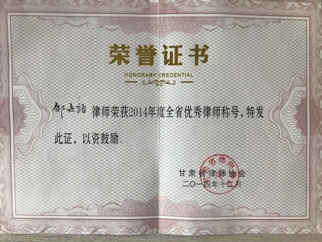 荣誉证书
HONORARY CREDENTIAL
律师荣获2014年度全省优秀律师称号，特发
此证，以资鼓励。
甘肃省律师协会
二〇一四年十二月